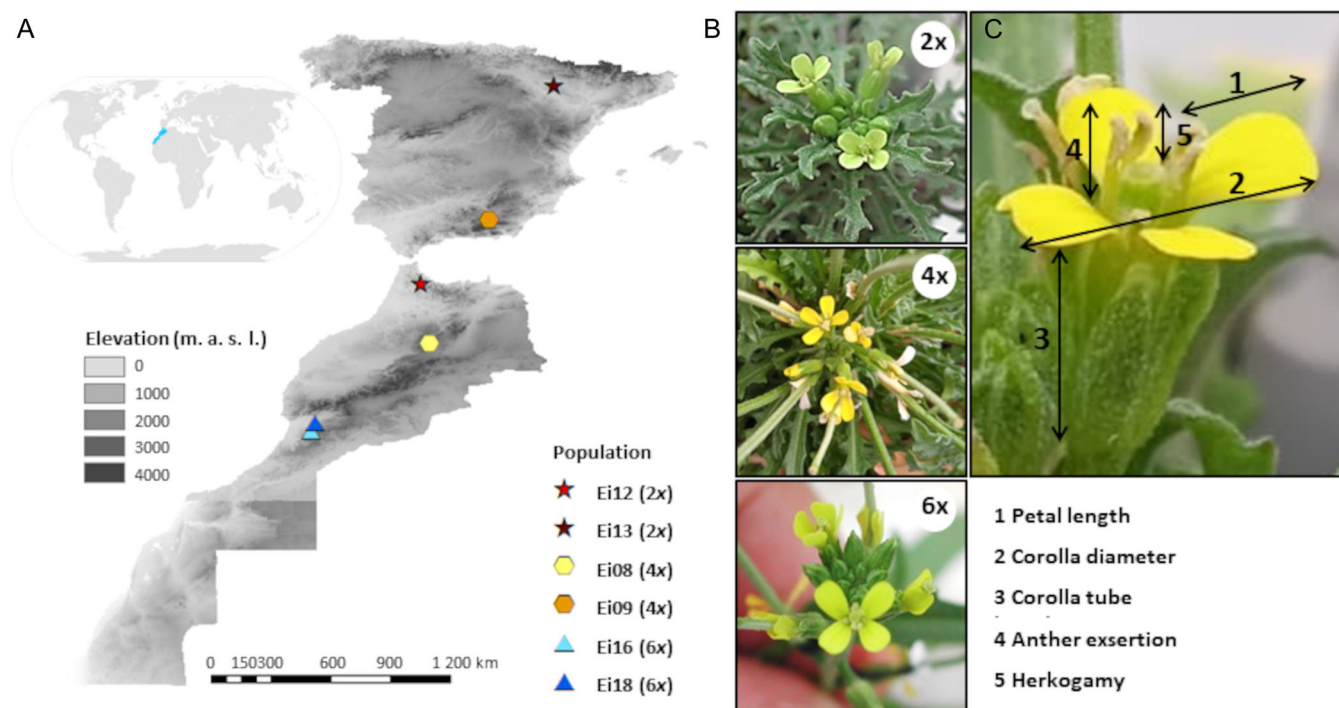 A
Elevation (m. a. s. l.)
0
1000
2000
3000
4000
Population
Ei12 (2x)
Ei13 (2x)
Ei08 (4x)
Ei09 (4x)
Ei16 (6x)
Ei18 (6x)
0 150300 600 900 1 200 km
B
2x
4x
6x
C
1
4
5
2
3
1 Petal length
2 Corolla diameter
3 Corolla tube
4 Anther exsertion
5 Herkogamy